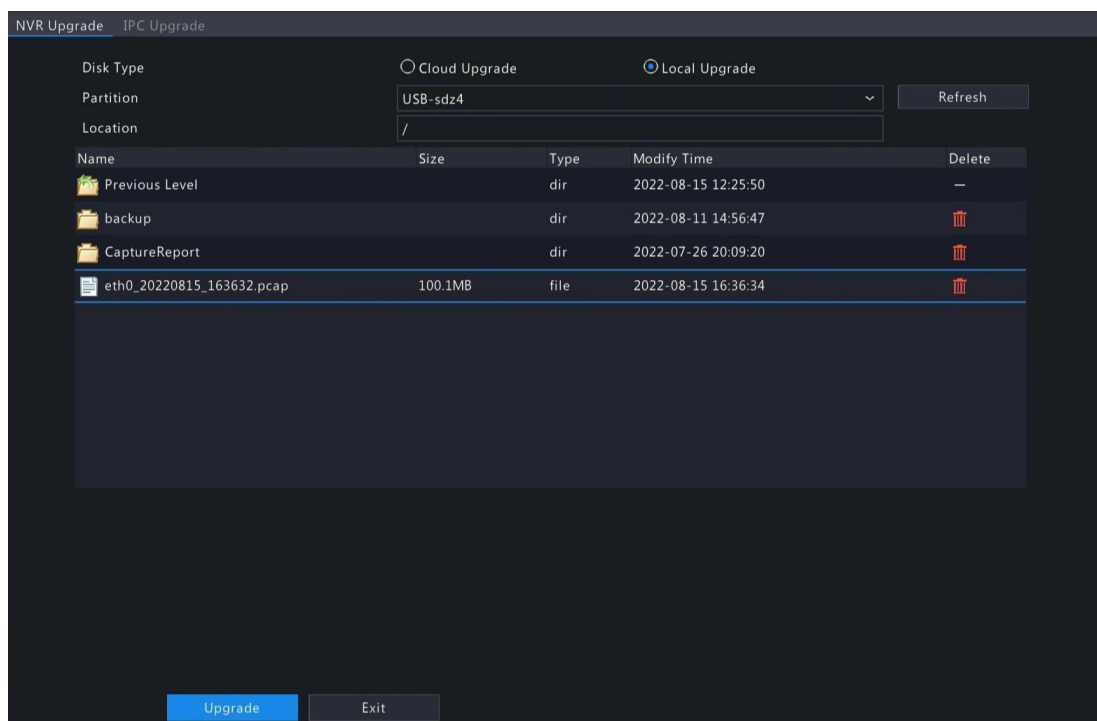 NVR Upgrade IPC Upgrade
Disk Type Cloud Upgrade Local Upgrade
Partition USB-sdz4 Refresh
Location /
Name Size Type Modify Time Delete
Previous Level dir 2022-08-15 12:25:50 —
backup dir 2022-08-11 14:56:47
CaptureReport dir 2022-07-26 20:09:20
eth0_20220815_163632.pcap 100.1MB file 2022-08-15 16:36:34
Upgrade Exit